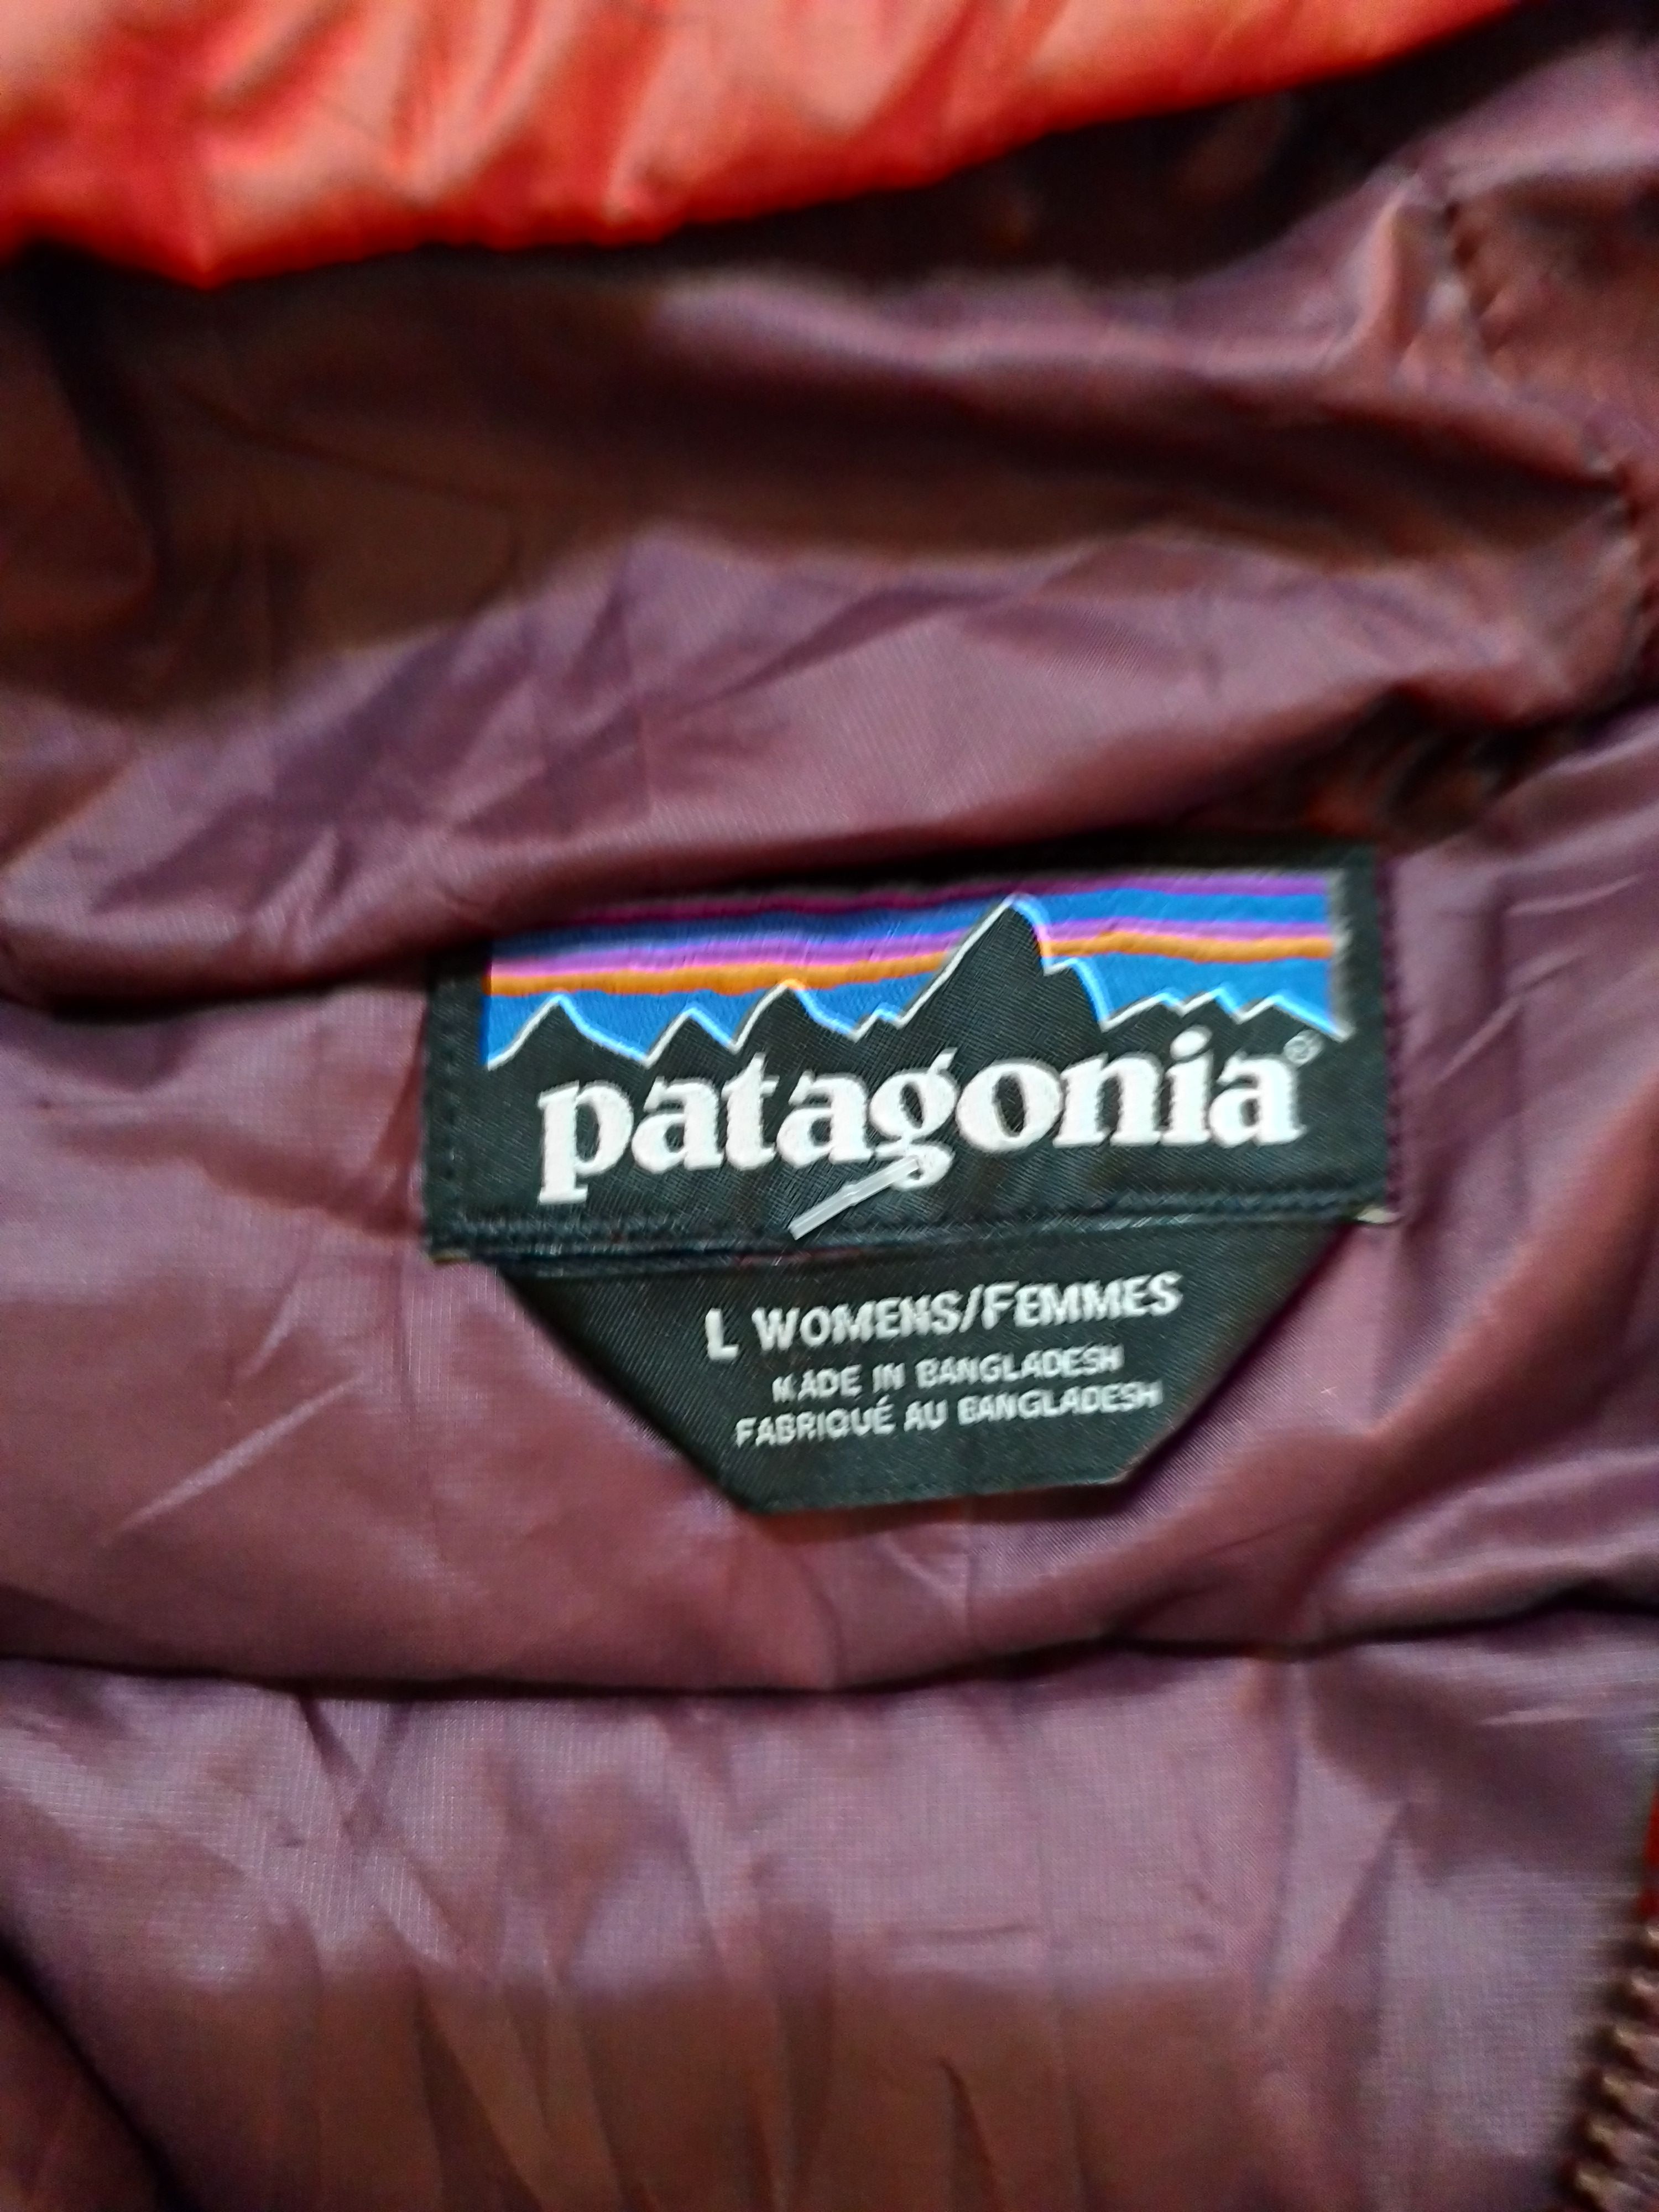 patagonia®
L WOMENS/FEMMES
MADE IN BANGLADESH
FABRIQUÉ AU BANGLADESH